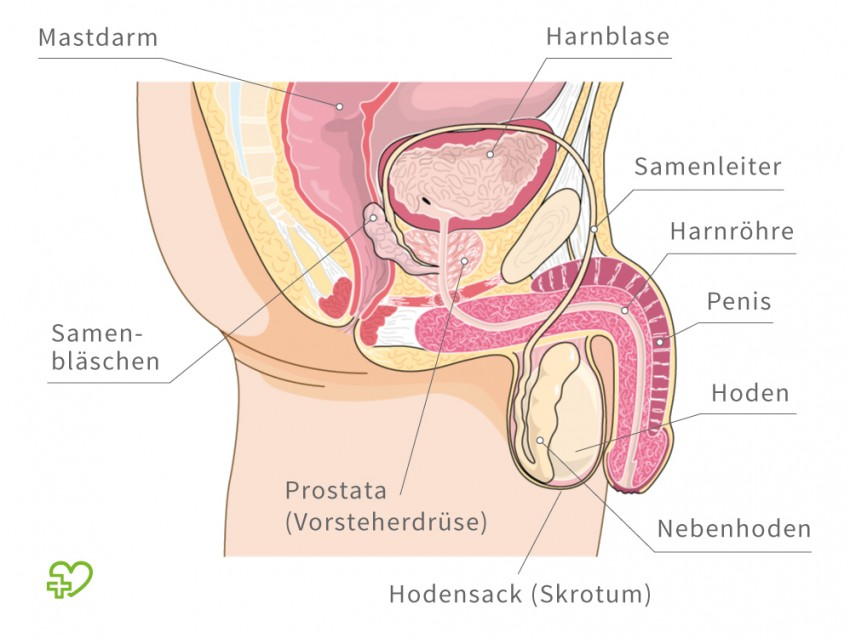 Mastdarm
Harnblase
Samenleiter
Harnröhre
Penis
Samen-
bläschen
Hoden
Prostata
(Vorsteherdrüse)
Nebenhoden
Hodensack (Skrotum)